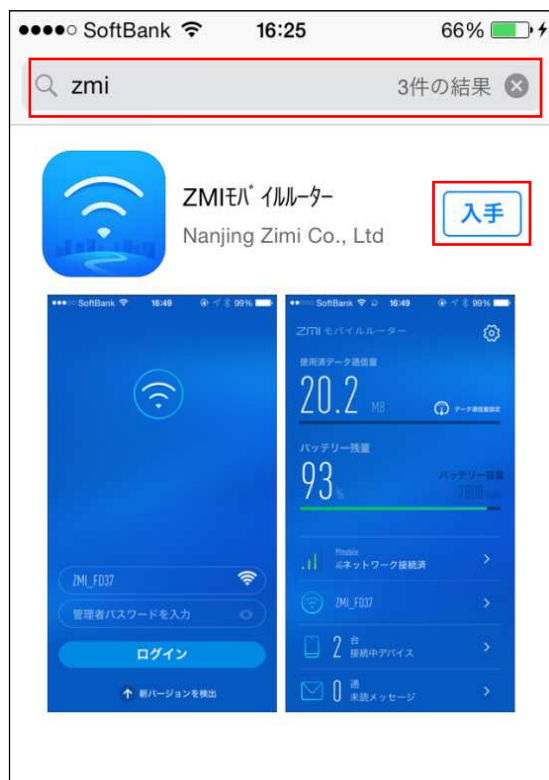 SoftBank 16:25 66%
zmi 3件の結果
ZMIﾓﾊﾞｲﾙﾙｰﾀｰ
Nanjing Zimi Co., Ltd
入手
SoftBank 16:49 99%
ZMI_FD37
管理者パスワードを入力
ログイン
新バージョンを検出
SoftBank 16:49 99%
ZMI モバイルルーター
使用済データ通信量
20.2 MB データ通信量設定
バッテリー残量
バッテリー容量
93% 7800
Ymobile
ネットワーク接続済
ZMI_FD37
2 台
接続中デバイス
0 通
未読メッセージ